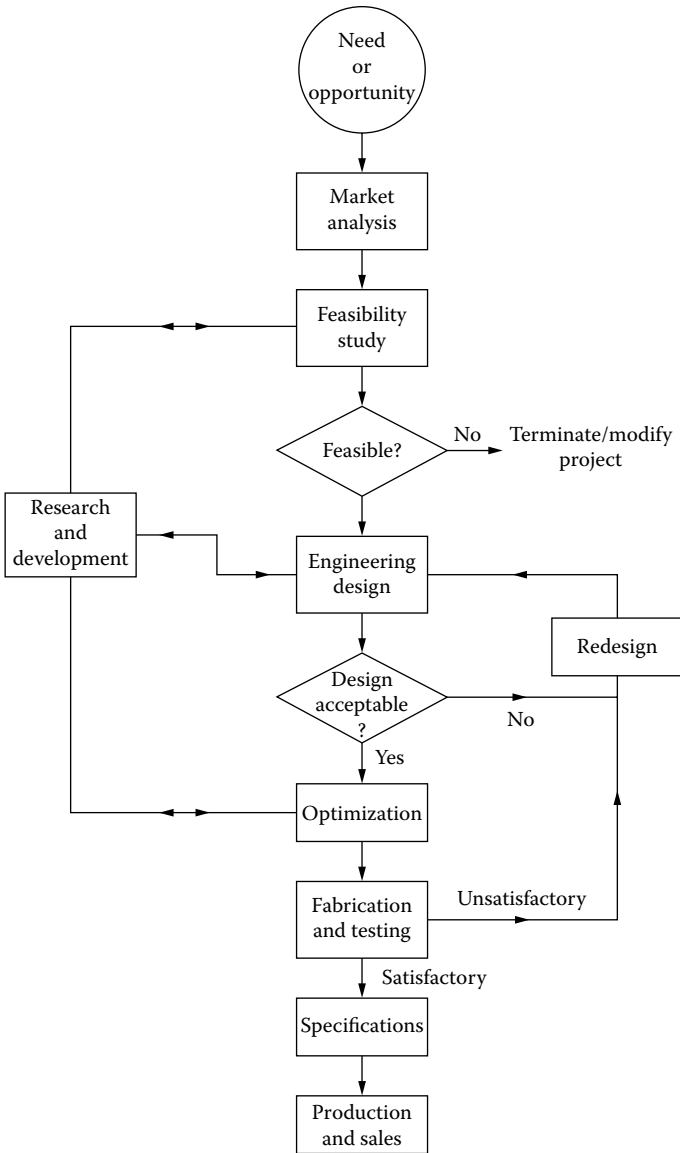 Need
or
opportunity
Market
analysis
Feasibility
study
Feasible?
No
Terminate/modify
project
Research
and
development
Engineering
design
Redesign
Design
acceptable
?
No
Yes
Optimization
Fabrication
and testing
Unsatisfactory
Satisfactory
Specifications
Production
and sales